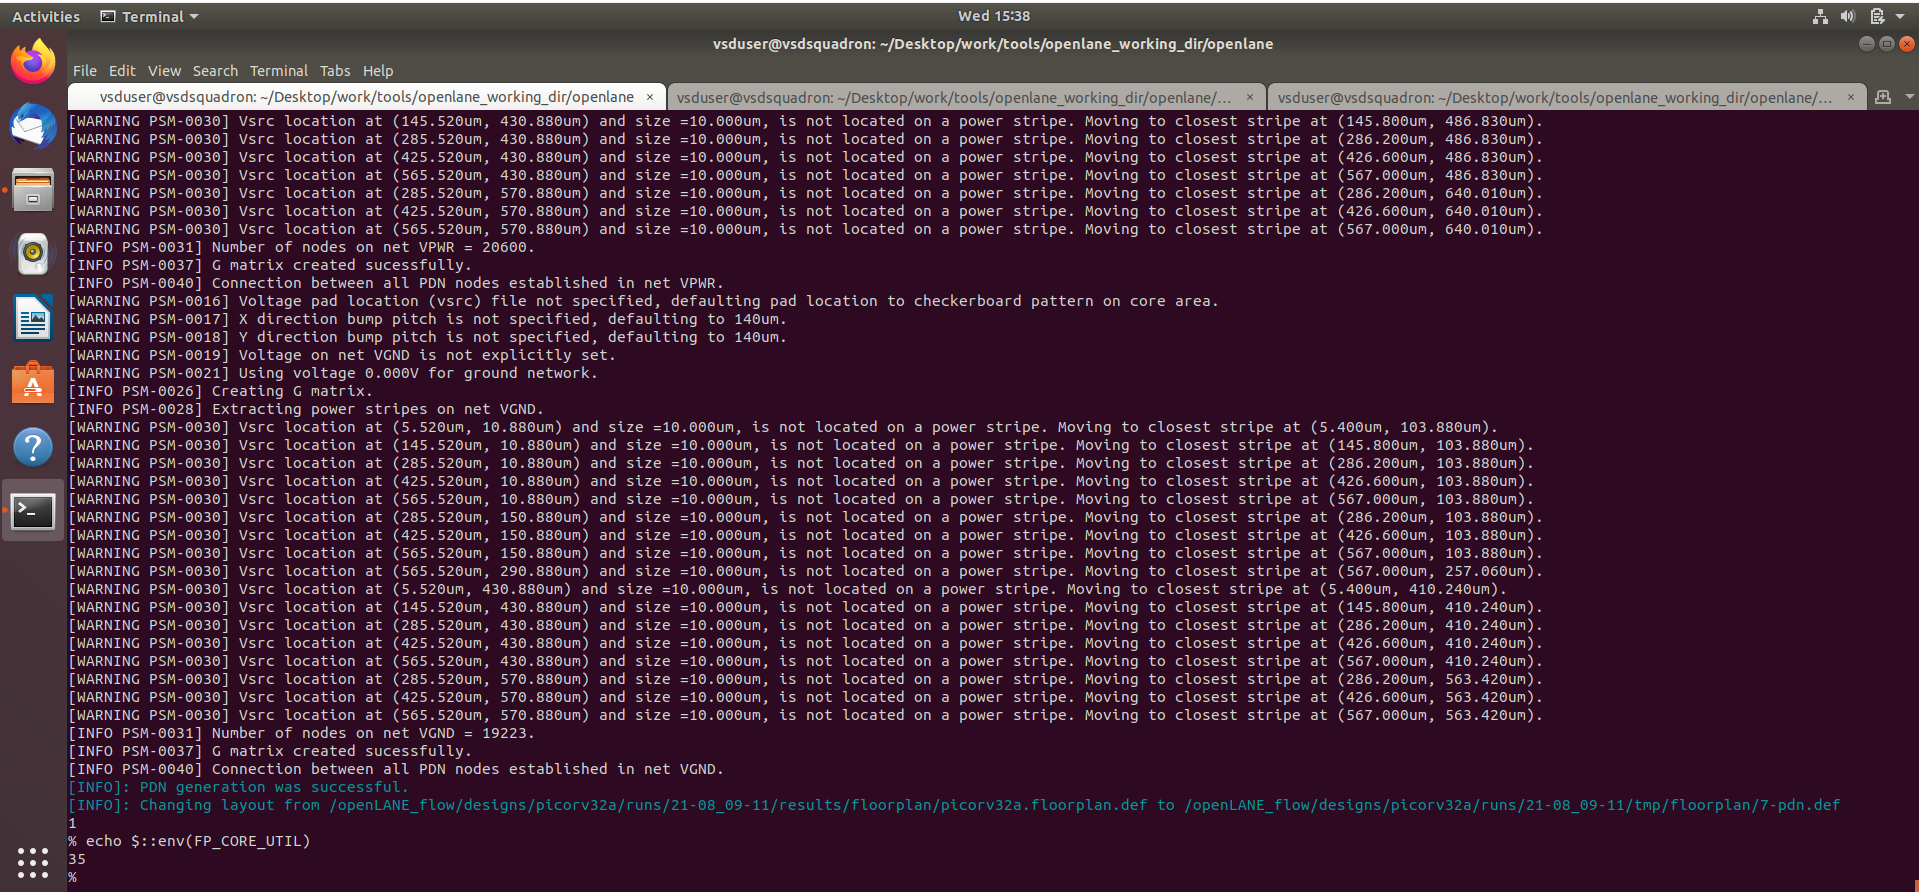 Activities Terminal Wed 15:38
vsduser@vsdsquadron: ~/Desktop/work/tools/openlane_working_dir/openlane
File Edit View Search Terminal Tabs Help
vsduser@vsdsquadron: ~/Desktop/work/tools/openlane_working_dir/openlane × vsduser@vsdsquadron: ~/Desktop/work/tools/openlane_working_dir/openlane/... × vsduser@vsdsquadron: ~/Desktop/work/tools/openlane_working_dir/openlane/... ×
[WARNING PSM-0030] Vsrc location at (145.520um, 430.880um) and size =10.000um, is not located on a power stripe. Moving to closest stripe at (145.800um, 486.830um).
[WARNING PSM-0030] Vsrc location at (285.520um, 430.880um) and size =10.000um, is not located on a power stripe. Moving to closest stripe at (286.200um, 486.830um).
[WARNING PSM-0030] Vsrc location at (425.520um, 430.880um) and size =10.000um, is not located on a power stripe. Moving to closest stripe at (426.600um, 486.830um).
[WARNING PSM-0030] Vsrc location at (565.520um, 430.880um) and size =10.000um, is not located on a power stripe. Moving to closest stripe at (567.000um, 486.830um).
[WARNING PSM-0030] Vsrc location at (285.520um, 570.880um) and size =10.000um, is not located on a power stripe. Moving to closest stripe at (286.200um, 640.010um).
[WARNING PSM-0030] Vsrc location at (425.520um, 570.880um) and size =10.000um, is not located on a power stripe. Moving to closest stripe at (426.600um, 640.010um).
[WARNING PSM-0030] Vsrc location at (565.520um, 570.880um) and size =10.000um, is not located on a power stripe. Moving to closest stripe at (567.000um, 640.010um).
[INFO PSM-0031] Number of nodes on net VPWR = 20600.
[INFO PSM-0037] G matrix created sucessfully.
[INFO PSM-0040] Connection between all PDN nodes established in net VPWR.
[WARNING PSM-0016] Voltage pad location (vsrc) file not specified, defaulting pad location to checkerboard pattern on core area.
[WARNING PSM-0017] X direction bump pitch is not specified, defaulting to 140um.
[WARNING PSM-0018] Y direction bump pitch is not specified, defaulting to 140um.
[WARNING PSM-0019] Voltage on net VGND is not explicitly set.
[WARNING PSM-0021] Using voltage 0.000V for ground network.
[INFO PSM-0026] Creating G matrix.
[INFO PSM-0028] Extracting power stripes on net VGND.
[WARNING PSM-0030] Vsrc location at (5.520um, 10.880um) and size =10.000um, is not located on a power stripe. Moving to closest stripe at (5.400um, 103.880um).
[WARNING PSM-0030] Vsrc location at (145.520um, 10.880um) and size =10.000um, is not located on a power stripe. Moving to closest stripe at (145.800um, 103.880um).
[WARNING PSM-0030] Vsrc location at (285.520um, 10.880um) and size =10.000um, is not located on a power stripe. Moving to closest stripe at (286.200um, 103.880um).
[WARNING PSM-0030] Vsrc location at (425.520um, 10.880um) and size =10.000um, is not located on a power stripe. Moving to closest stripe at (426.600um, 103.880um).
[WARNING PSM-0030] Vsrc location at (565.520um, 10.880um) and size =10.000um, is not located on a power stripe. Moving to closest stripe at (567.000um, 103.880um).
[WARNING PSM-0030] Vsrc location at (285.520um, 150.880um) and size =10.000um, is not located on a power stripe. Moving to closest stripe at (286.200um, 103.880um).
[WARNING PSM-0030] Vsrc location at (425.520um, 150.880um) and size =10.000um, is not located on a power stripe. Moving to closest stripe at (426.600um, 103.880um).
[WARNING PSM-0030] Vsrc location at (565.520um, 150.880um) and size =10.000um, is not located on a power stripe. Moving to closest stripe at (567.000um, 103.880um).
[WARNING PSM-0030] Vsrc location at (565.520um, 290.880um) and size =10.000um, is not located on a power stripe. Moving to closest stripe at (567.000um, 257.060um).
[WARNING PSM-0030] Vsrc location at (5.520um, 430.880um) and size =10.000um, is not located on a power stripe. Moving to closest stripe at (5.400um, 410.240um).
[WARNING PSM-0030] Vsrc location at (145.520um, 430.880um) and size =10.000um, is not located on a power stripe. Moving to closest stripe at (145.800um, 410.240um).
[WARNING PSM-0030] Vsrc location at (285.520um, 430.880um) and size =10.000um, is not located on a power stripe. Moving to closest stripe at (286.200um, 410.240um).
[WARNING PSM-0030] Vsrc location at (425.520um, 430.880um) and size =10.000um, is not located on a power stripe. Moving to closest stripe at (426.600um, 410.240um).
[WARNING PSM-0030] Vsrc location at (565.520um, 430.880um) and size =10.000um, is not located on a power stripe. Moving to closest stripe at (567.000um, 410.240um).
[WARNING PSM-0030] Vsrc location at (285.520um, 570.880um) and size =10.000um, is not located on a power stripe. Moving to closest stripe at (286.200um, 563.420um).
[WARNING PSM-0030] Vsrc location at (425.520um, 570.880um) and size =10.000um, is not located on a power stripe. Moving to closest stripe at (426.600um, 563.420um).
[WARNING PSM-0030] Vsrc location at (565.520um, 570.880um) and size =10.000um, is not located on a power stripe. Moving to closest stripe at (567.000um, 563.420um).
[INFO PSM-0031] Number of nodes on net VGND = 19223.
[INFO PSM-0037] G matrix created sucessfully.
[INFO PSM-0040] Connection between all PDN nodes established in net VGND.
[INFO]: PDN generation was successful.
[INFO]: Changing layout from /openLANE_flow/designs/picorv32a/runs/21-08_09-11/results/floorplan/picorv32a.floorplan.def to /openLANE_flow/designs/picorv32a/runs/21-08_09-11/tmp/floorplan/7-pdn.def
1
% echo $::env(FP_CORE_UTIL)
35
%